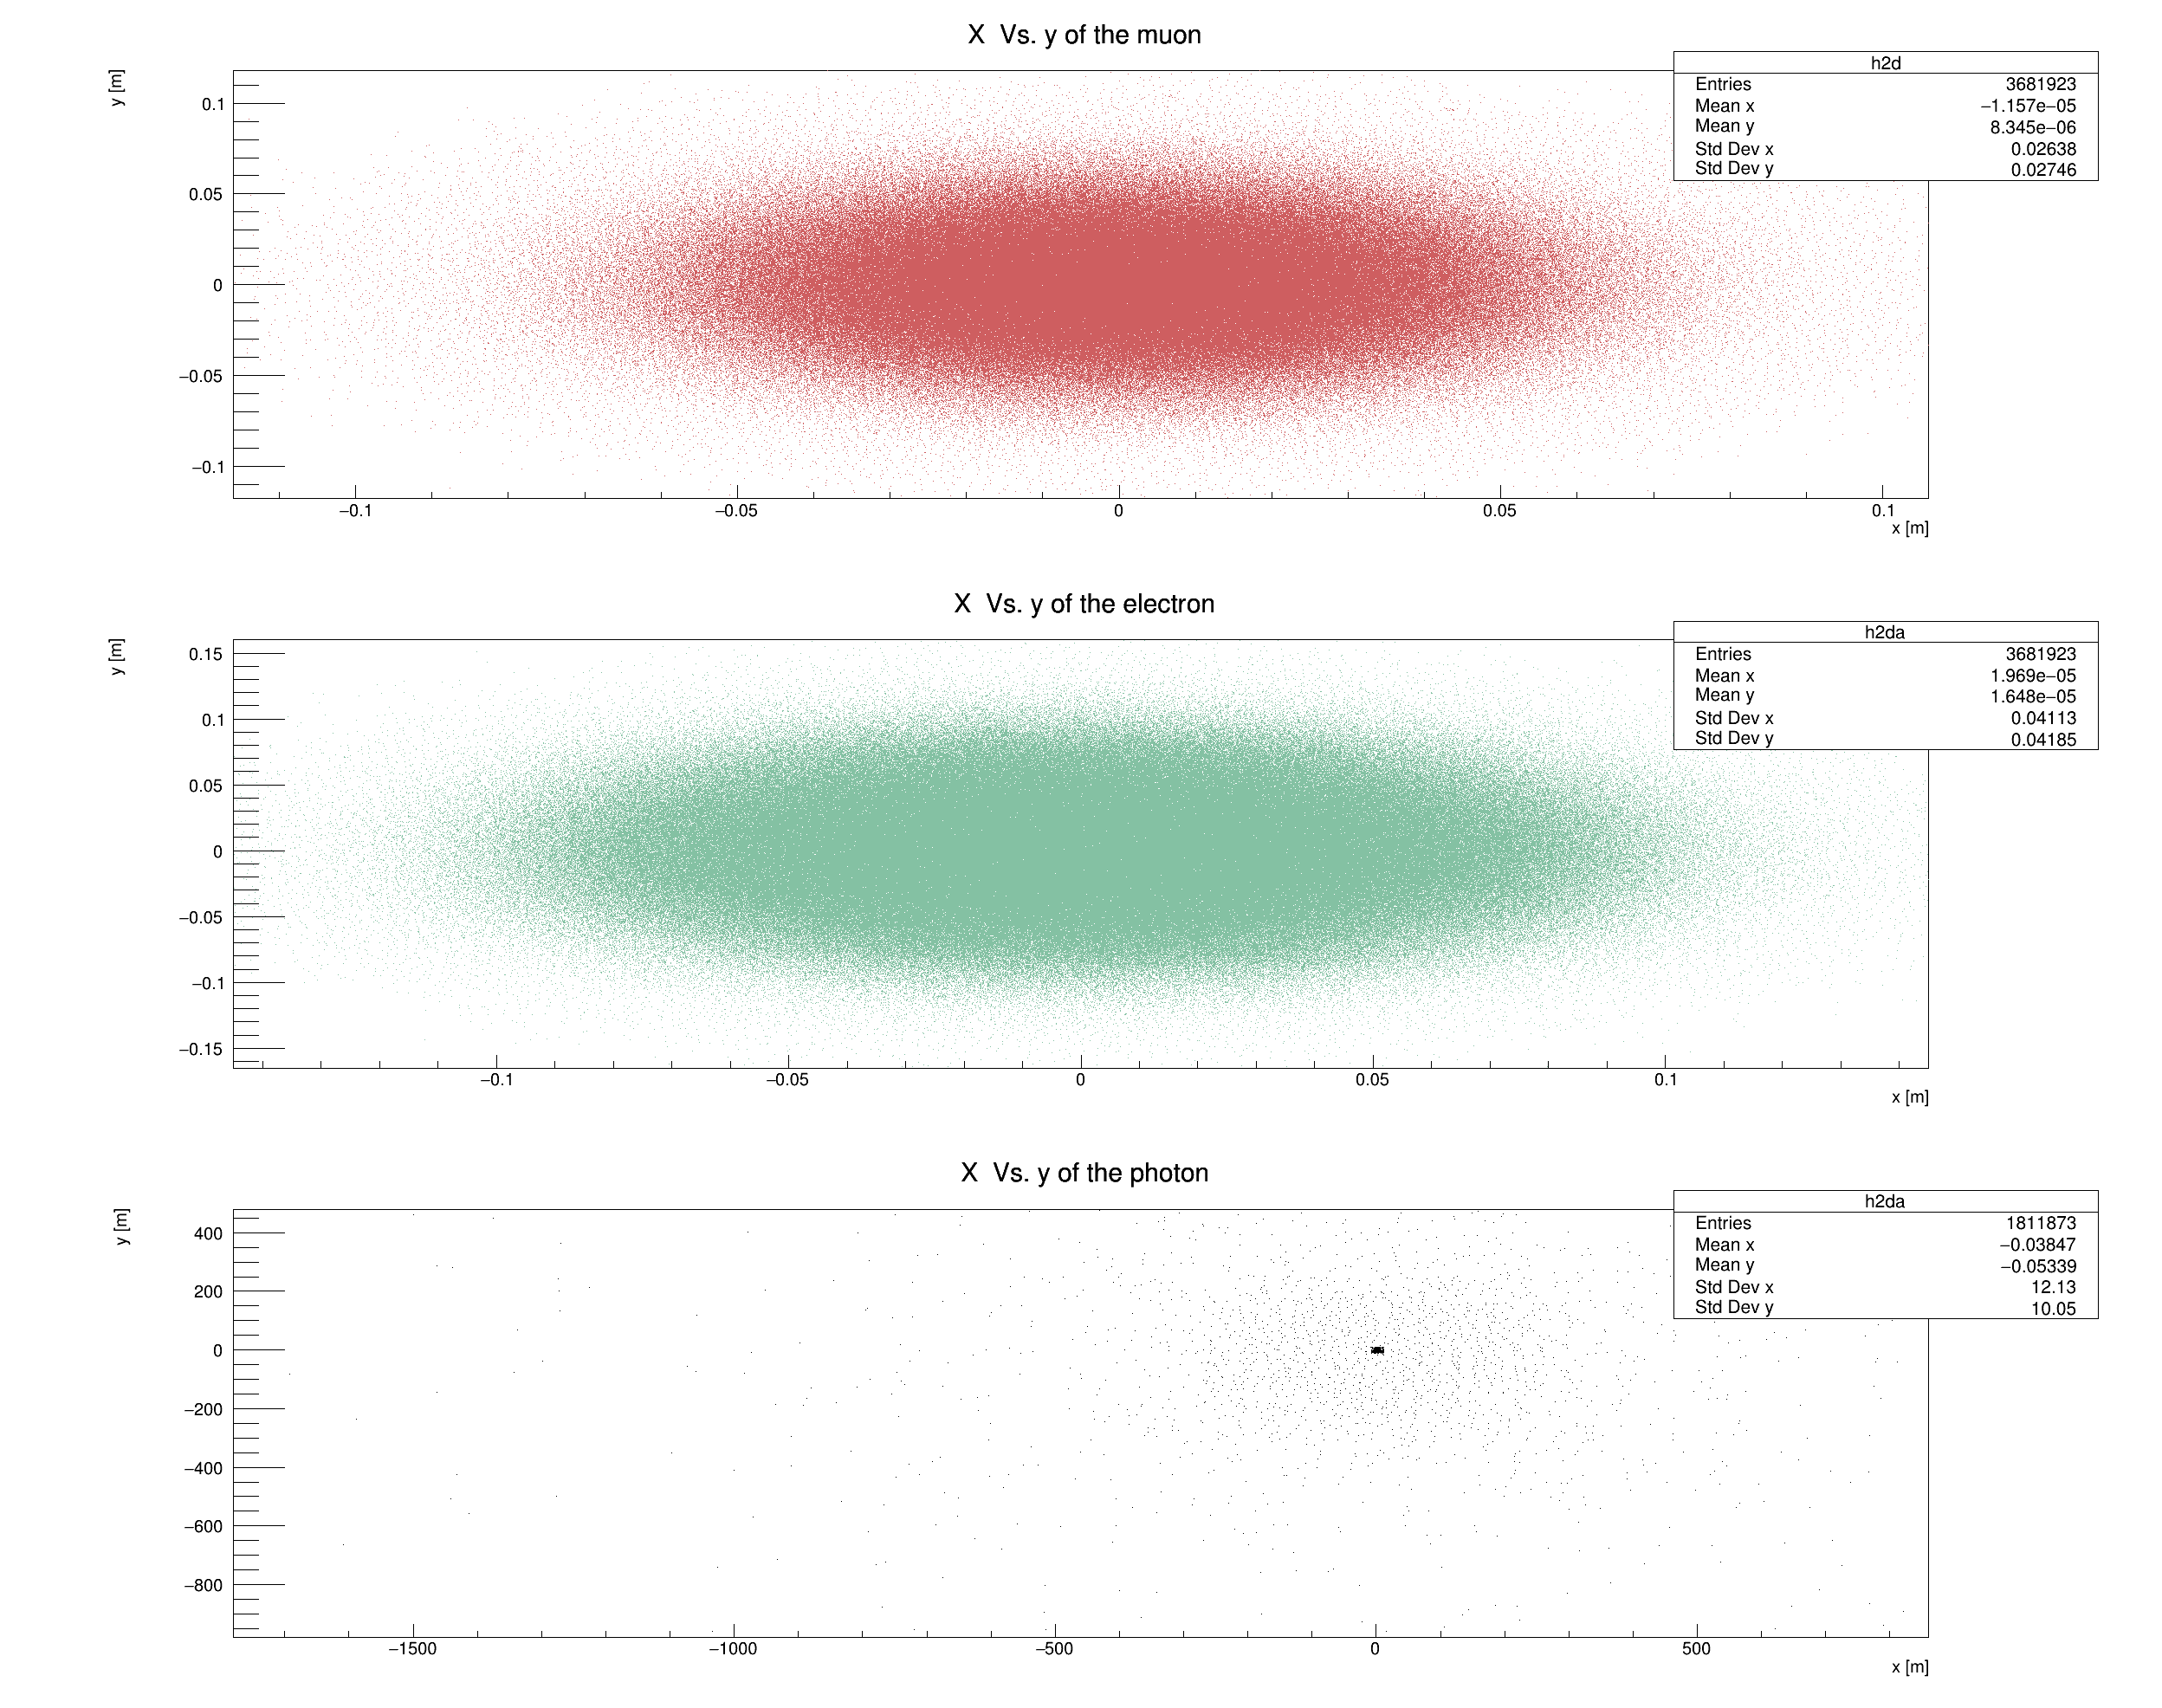 X Vs. y of the muon
y [m]
h2d
Entries 3681923
Mean x −1.157e−05
Mean y 8.345e−06
Std Dev x 0.02638
Std Dev y 0.02746
0.1
0.05
0
−0.05
−0.1
−0.1 −0.05 0 0.05 0.1
x [m]
X Vs. y of the electron
y [m]
h2da
Entries 3681923
Mean x 1.969e−05
Mean y 1.648e−05
Std Dev x 0.04113
Std Dev y 0.04185
0.15
0.1
0.05
0
−0.05
−0.1
−0.15
−0.1 −0.05 0 0.05 0.1
x [m]
X Vs. y of the photon
y [m]
h2da
Entries 1811873
Mean x −0.03847
Mean y −0.05339
Std Dev x 12.13
Std Dev y 10.05
400
200
0
−200
−400
−600
−800
−1500 −1000 −500 0 500
x [m]